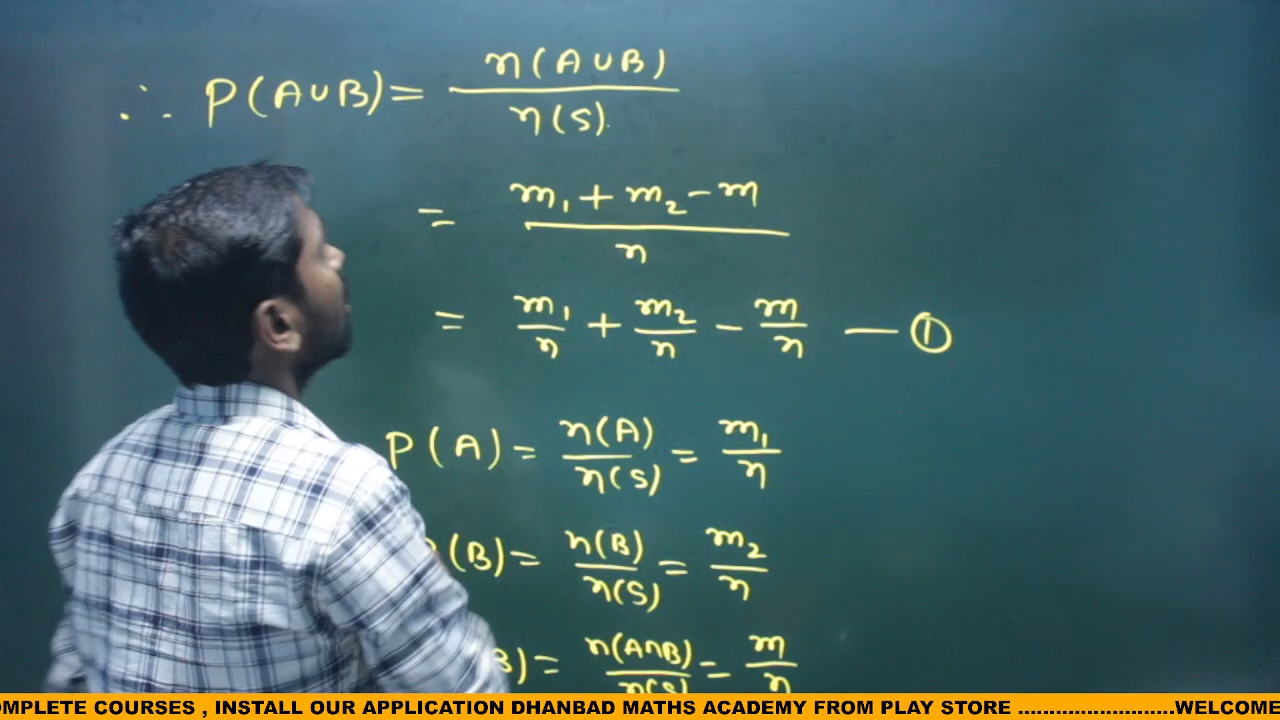 ∴ P(A∪B) = n(A∪B)/n(S)
= m₁ + m₂ - m/n
= m₁/n + m₂/n - m/n — ①
P(A) = n(A)/n(S) = m₁/n
(B) = n(B)/n(S) = m₂/n
B) = n(A∩B)/n(S) = m/n
OMPLETE COURSES , INSTALL OUR APPLICATION DHANBAD MATHS ACADEMY FROM PLAY STORE ..........................WELCOME